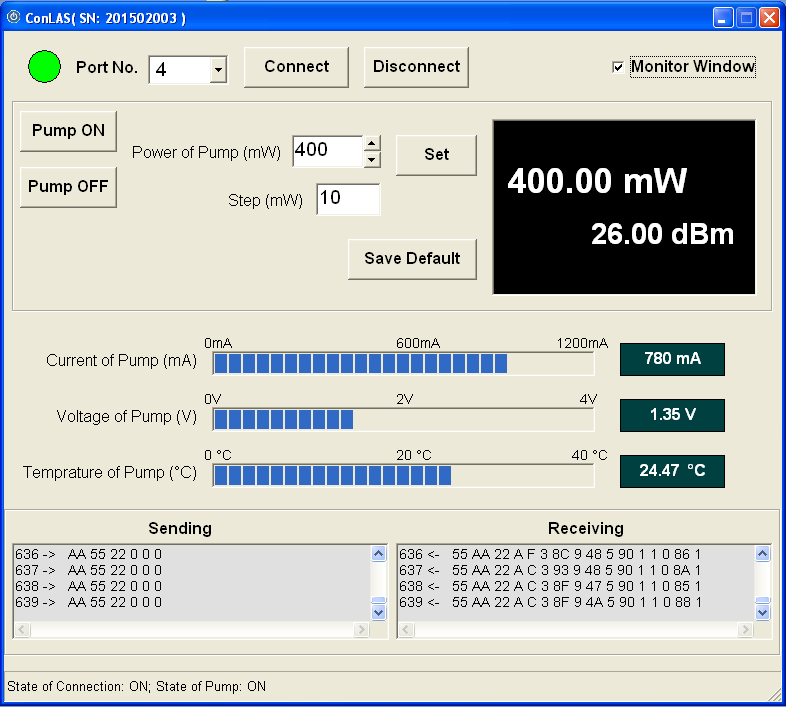 ConLAS( SN: 201502003 )
Port No. 4 Connect Disconnect Monitor Window
Pump ON
Power of Pump (mW) 400 Set
Pump OFF
Step (mW) 10
Save Default
400.00 mW
26.00 dBm
0mA 600mA 1200mA
Current of Pump (mA) 780 mA
0V 2V 4V
Voltage of Pump (V) 1.35 V
0 °C 20 °C 40 °C
Temprature of Pump (°C) 24.47 °C
Sending
636 -> AA 55 22 0 0 0
637 -> AA 55 22 0 0 0
638 -> AA 55 22 0 0 0
639 -> AA 55 22 0 0 0
Receiving
636 <- 55 AA 22 A F 3 8C 9 48 5 90 1 1 0 86 1
637 <- 55 AA 22 A C 3 93 9 48 5 90 1 1 0 8A 1
638 <- 55 AA 22 A C 3 8F 9 47 5 90 1 1 0 85 1
639 <- 55 AA 22 A C 3 8F 9 4A 5 90 1 1 0 88 1
State of Connection: ON; State of Pump: ON